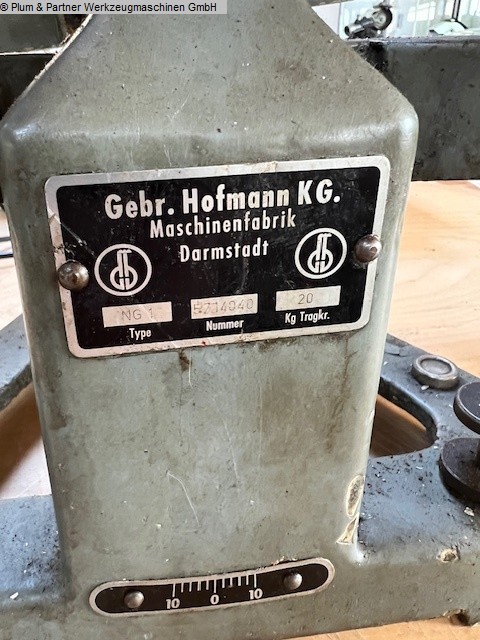 © Plum & Partner Werkzeugmaschinen GmbH
Gebr. Hofmann KG.
Maschinenfabrik
Darmstadt
NG 1 5214040 20
Type Nummer Kg Tragkr.
10 0 10